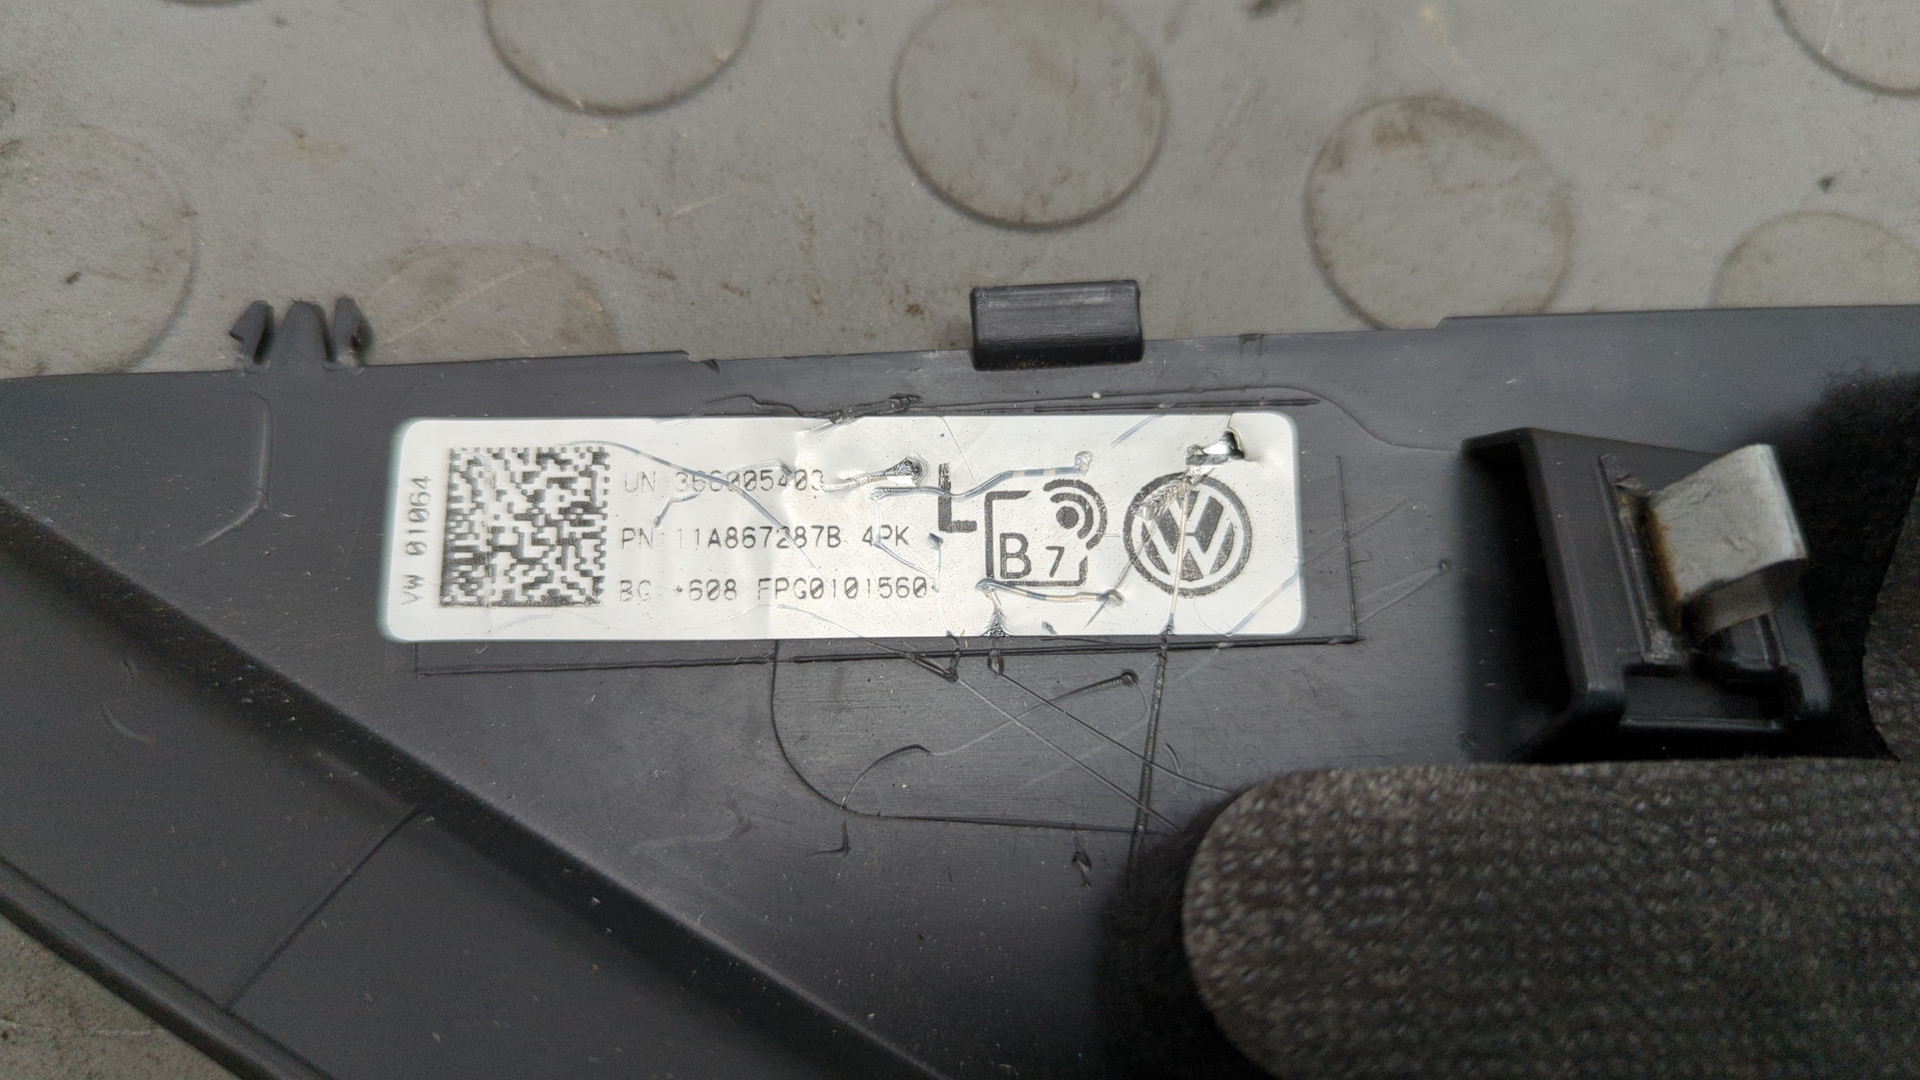 VW 01064
UN 366005403
PN 11A867287B 4PK
BG *608 FPG0101560*
L
B7